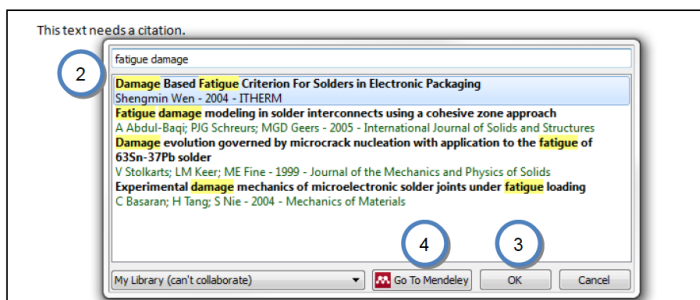 This text needs a citation.
2
fatigue damage
Damage Based Fatigue Criterion For Solders in Electronic Packaging
Shengmin Wen - 2004 - ITHERM
Fatigue damage modeling in solder interconnects using a cohesive zone approach
A Abdul-Baqi; PJG Schreurs; MGD Geers - 2005 - International Journal of Solids and Structures
Damage evolution governed by microcrack nucleation with application to the fatigue of
63Sn-37Pb solder
V Stolkarts; LM Keer; ME Fine - 1999 - Journal of the Mechanics and Physics of Solids
Experimental damage mechanics of microelectronic solder joints under fatigue loading
C Basaran; H Tang; S Nie - 2004 - Mechanics of Materials
4
3
My Library (can't collaborate)
Go To Mendeley
OK
Cancel